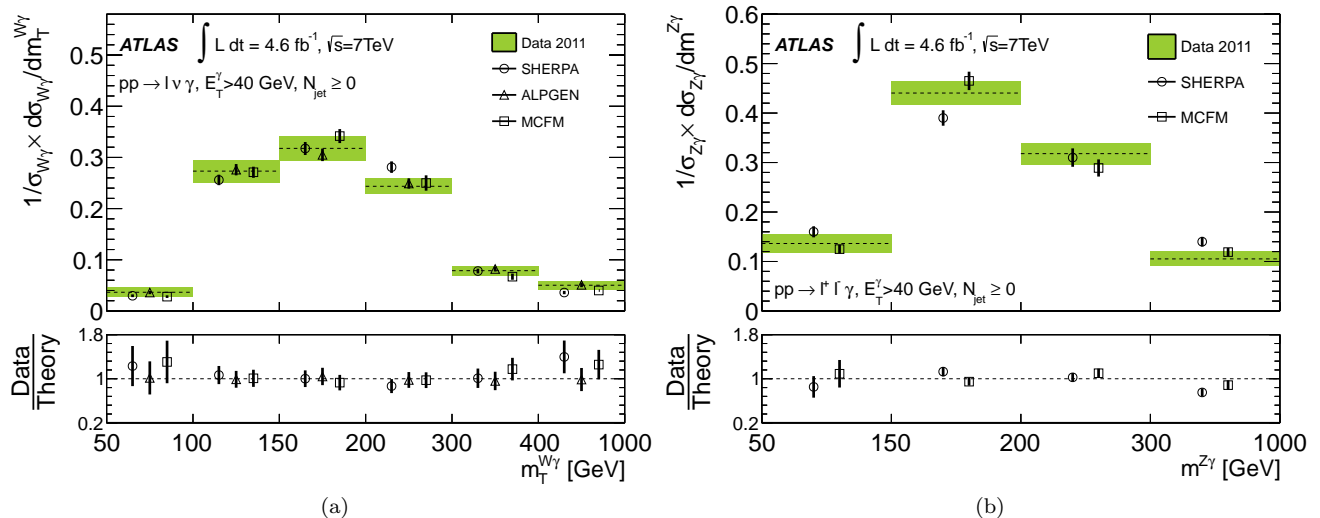 1/σ_Wγ × dσ_Wγ/dm_T^Wγ
0.5
0.4
0.3
0.2
0.1
0
ATLAS ∫ L dt = 4.6 fb⁻¹, √s=7TeV
pp → l ν γ, E_T^γ>40 GeV, N_jet ≥ 0
Data 2011
SHERPA
ALPGEN
MCFM
Data
Theory
1.8
1
0.2
50 100 150 200 300 400 1000
m_T^Wγ [GeV]
(a)
1/σ_Zγ × dσ_Zγ/dm^Zγ
0.6
0.5
0.4
0.3
0.2
0.1
0
ATLAS ∫ L dt = 4.6 fb⁻¹, √s=7TeV
Data 2011
SHERPA
MCFM
pp → l⁺ l⁻ γ, E_T^γ>40 GeV, N_jet ≥ 0
Data
Theory
1.8
1
0.2
50 150 200 300 1000
m^Zγ [GeV]
(b)